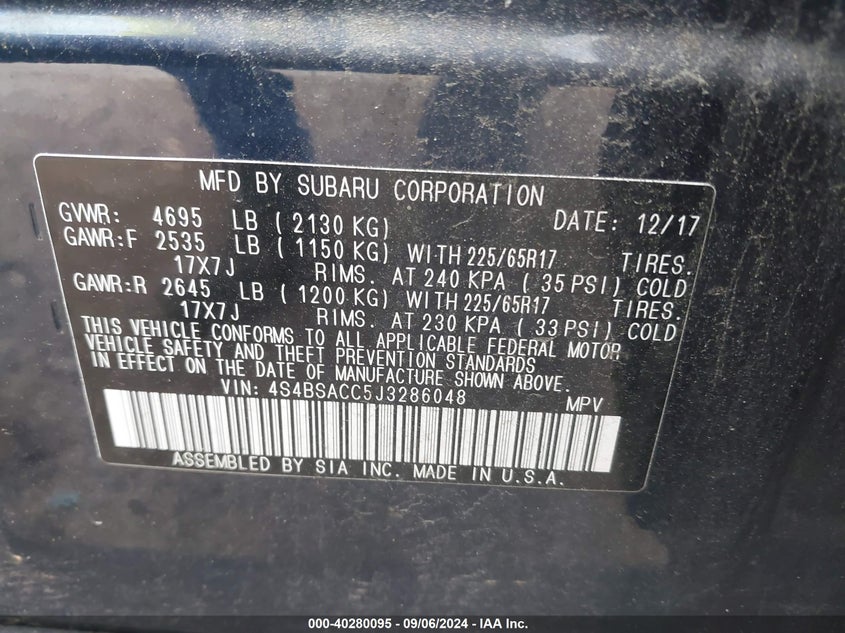 MFD BY SUBARU CORPORATION
GVWR: 4695 LB ( 2130 KG) DATE: 12/17
GAWR:F 2535 LB ( 1150 KG) WITH 225/65R17 TIRES.
17X7J RIMS. AT 240 KPA ( 35 PSI) COLD
GAWR:R 2645 LB ( 1200 KG) WITH 225/65R17 TIRES.
17X7J RIMS. AT 230 KPA ( 33 PSI) COLD
THIS VEHICLE CONFORMS TO ALL APPLICABLE FEDERAL MOTOR
VEHICLE SAFETY AND THEFT PREVENTION STANDARDS
IN EFFECT ON THE DATE OF MANUFACTURE SHOWN ABOVE.
VIN: 4S4BSACC5J3286048 MPV
ASSEMBLED BY SIA INC. MADE IN U.S.A.
000-40280095 - 09/06/2024 - IAA Inc.